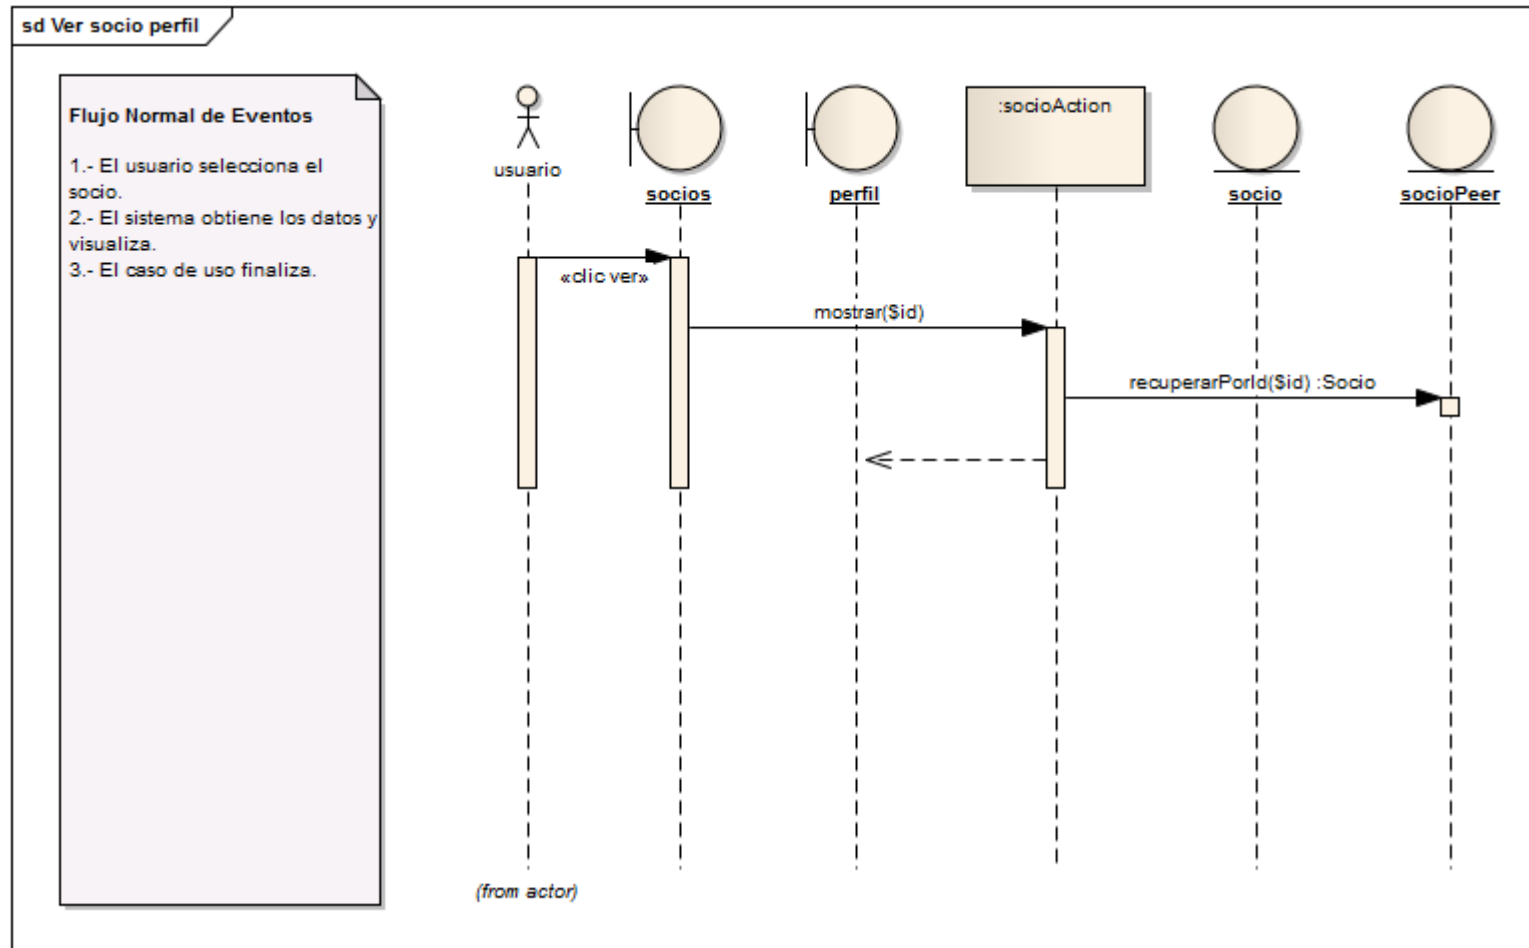 sd Ver socio perfil
Flujo Normal de Eventos
1.- El usuario selecciona el
socio.
2.- El sistema obtiene los datos y
visualiza.
3.- El caso de uso finaliza.
usuario
socios
perfil
:socioAction
socio
socioPeer
«clic ver»
mostrar($id)
recuperarPorId($id) :Socio
(from actor)